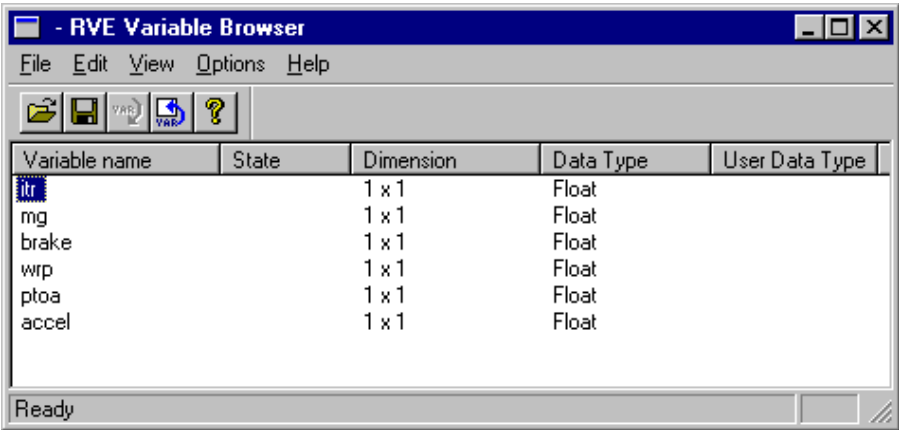 - RVE Variable Browser
File Edit View Options Help
VAR VAR ?
Variable name State Dimension Data Type User Data Type
itr 1 x 1 Float
mg 1 x 1 Float
brake 1 x 1 Float
wrp 1 x 1 Float
ptoa 1 x 1 Float
accel 1 x 1 Float
Ready